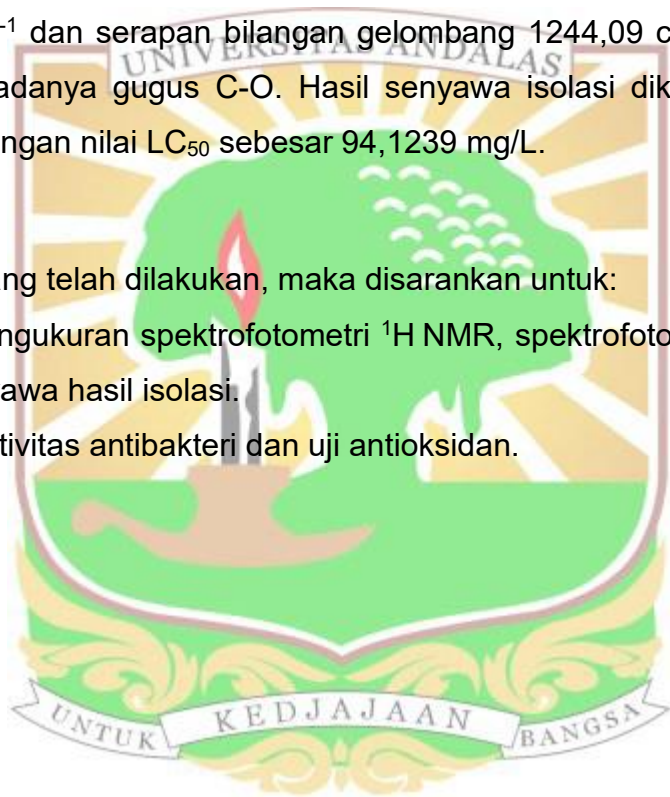 ⁻¹ dan serapan bilangan gelombang 1244,09 c
UNIVERSITAS ANDALAS
adanya gugus C-O. Hasil senyawa isolasi dik
ngan nilai LC₅₀ sebesar 94,1239 mg/L.
ang telah dilakukan, maka disarankan untuk:
ngukuran spektrofotometri ¹H NMR, spektrofoto
awa hasil isolasi.
tivitas antibakteri dan uji antioksidan.
UNTUK KEDJAJAAN BANGSA